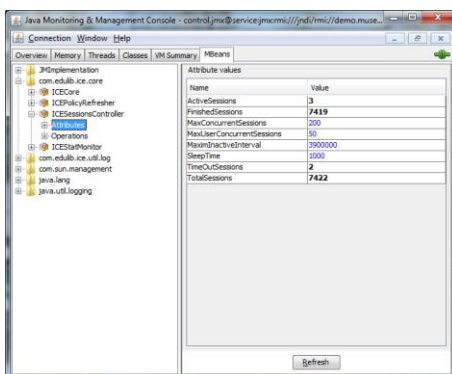 Java Monitoring & Management Console - control.jmx@service:jmx:rmi:///jndi/rmi://demo.muse...
Connection Window Help
Overview Memory Threads Classes VM Summary MBeans
JMImplementation
com.edulib.ice.core
ICECore
ICEPolicyRefresher
ICESessionsController
Attributes
Operations
ICEStatMonitor
com.edulib.ice.util.log
com.sun.management
java.lang
java.util.logging
Attribute values
Name Value
ActiveSessions 3
FinishedSessions 7419
MaxConcurrentSessions 200
MaxUserConcurrentSessions 50
MaximInactiveInterval 3900000
SleepTime 1000
TimeOutSessions 2
TotalSessions 7422
Refresh